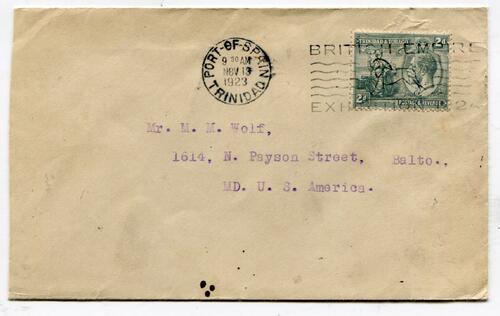 PORT-OF-SPAIN
9 30 AM
NOV 13
1923
TRINIDAD
BRITISH EMPIRE
EXHIBITION
TRINIDAD & TOBAGO
2d
2d
POSTAGE & REVENUE
Mr. M. M. Wolf,
1614, N. Payson Street, Balto.,
MD. U. S. America.